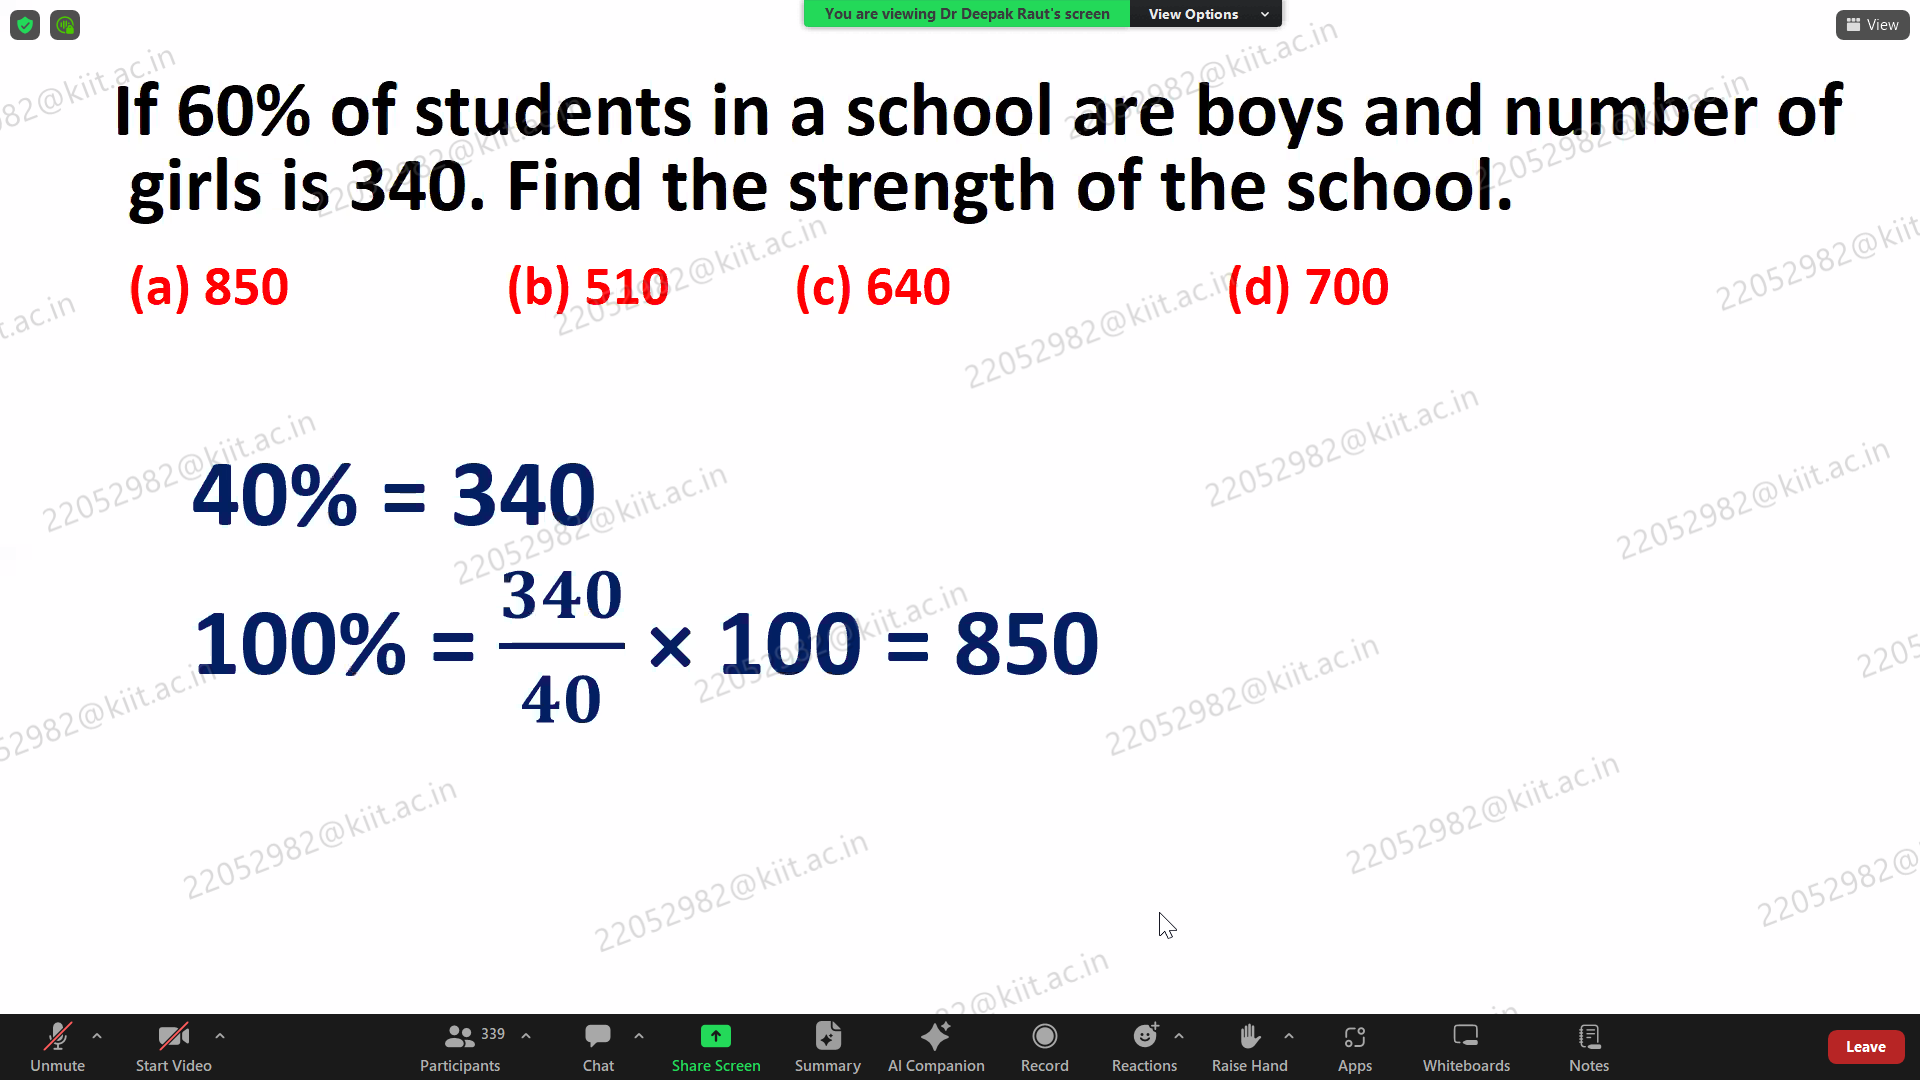 You are viewing Dr Deepak Raut's screen
View Options
View
If 60% of students in a school are boys and number of
girls is 340. Find the strength of the school.
(a) 850 (b) 510 (c) 640 (d) 700
40% = 340
100% = 340/40 × 100 = 850
22052982@kiit.ac.in
Unmute
Start Video
Participants 339
Chat
Share Screen
Summary
AI Companion
Record
Reactions
Raise Hand
Apps
Whiteboards
Notes
Leave